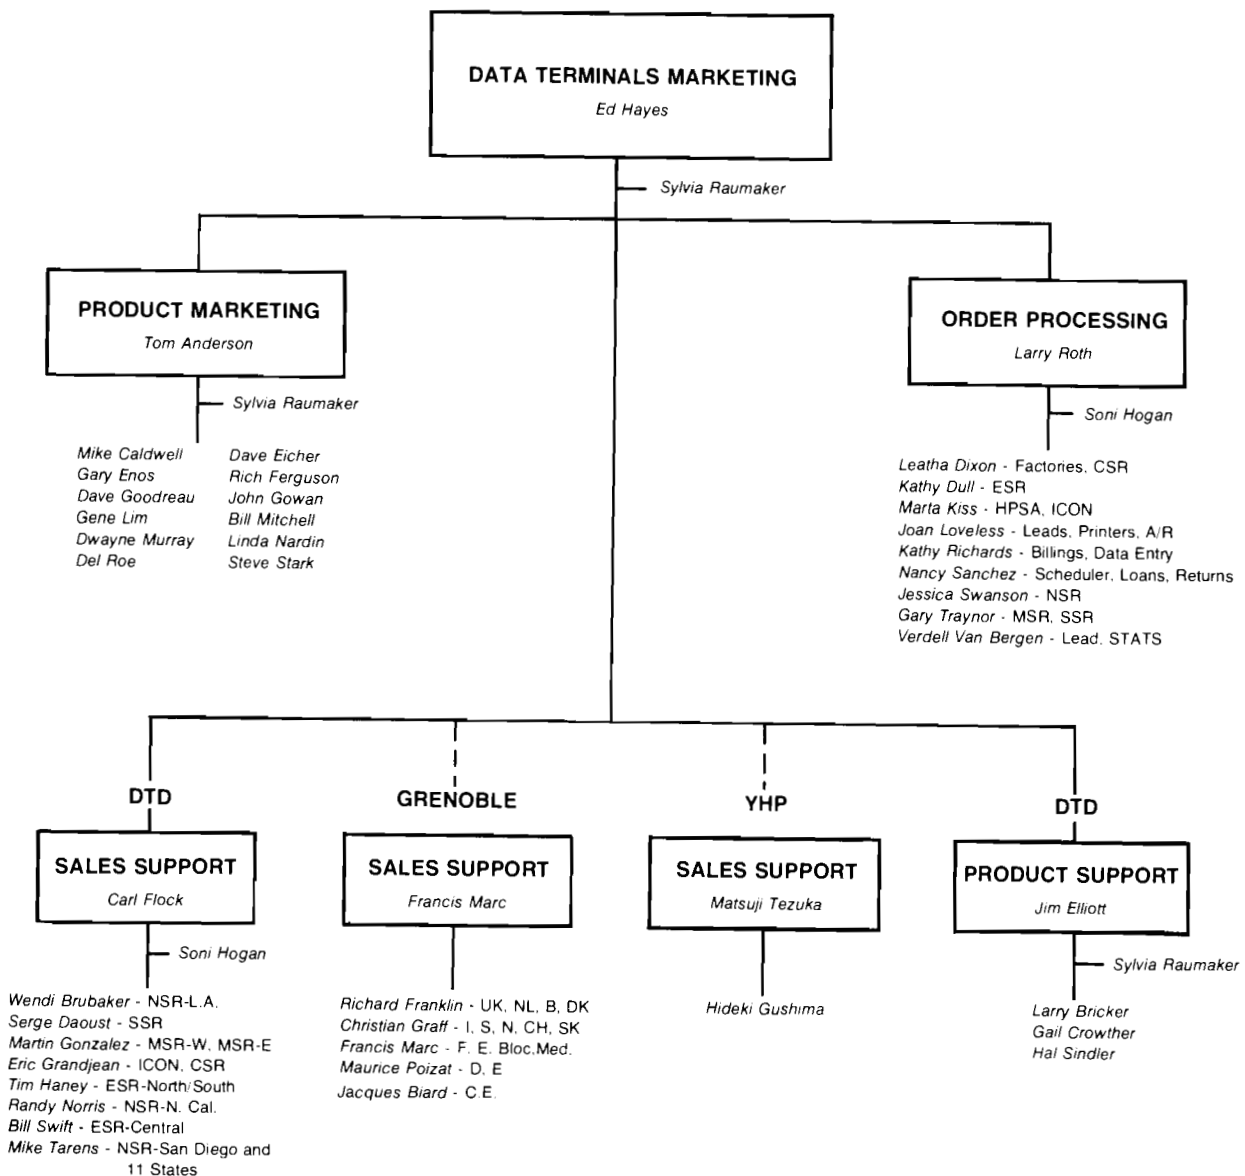 DATA TERMINALS MARKETING
Ed Hayes
Sylvia Raumaker
PRODUCT MARKETING
Tom Anderson
Sylvia Raumaker
Mike Caldwell
Gary Enos
Dave Goodreau
Gene Lim
Dwayne Murray
Del Roe
Dave Eicher
Rich Ferguson
John Gowan
Bill Mitchell
Linda Nardin
Steve Stark
ORDER PROCESSING
Larry Roth
Soni Hogan
Leatha Dixon - Factories, CSR
Kathy Dull - ESR
Marta Kiss - HPSA, ICON
Joan Loveless - Leads, Printers, A/R
Kathy Richards - Billings, Data Entry
Nancy Sanchez - Scheduler, Loans, Returns
Jessica Swanson - NSR
Gary Traynor - MSR, SSR
Verdell Van Bergen - Lead, STATS
DTD
SALES SUPPORT
Carl Flock
Soni Hogan
Wendi Brubaker - NSR-L.A.
Serge Daoust - SSR
Martin Gonzalez - MSR-W, MSR-E
Eric Grandjean - ICON, CSR
Tim Haney - ESR-North/South
Randy Norris - NSR-N. Cal.
Bill Swift - ESR-Central
Mike Tarens - NSR-San Diego and
11 States
GRENOBLE
SALES SUPPORT
Francis Marc
Richard Franklin - UK, NL, B, DK
Christian Graff - I, S, N, CH, SK
Francis Marc - F. E. Bloc,Med.
Maurice Poizat - D, E
Jacques Biard - C.E.
YHP
SALES SUPPORT
Matsuji Tezuka
Hideki Gushima
DTD
PRODUCT SUPPORT
Jim Elliott
Sylvia Raumaker
Larry Bricker
Gail Crowther
Hal Sindler